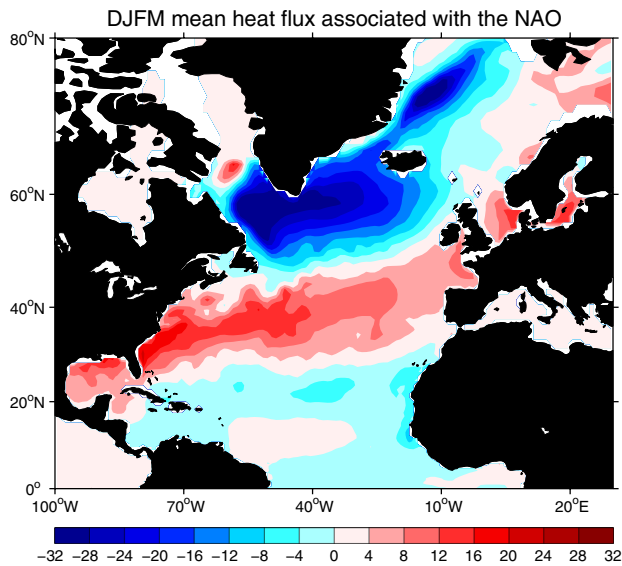 DJFM mean heat flux associated with the NAO
80°N
60°N
40°N
20°N
0°
100°W 70°W 40°W 10°W 20°E
−32 −28 −24 −20 −16 −12 −8 −4 0 4 8 12 16 20 24 28 32